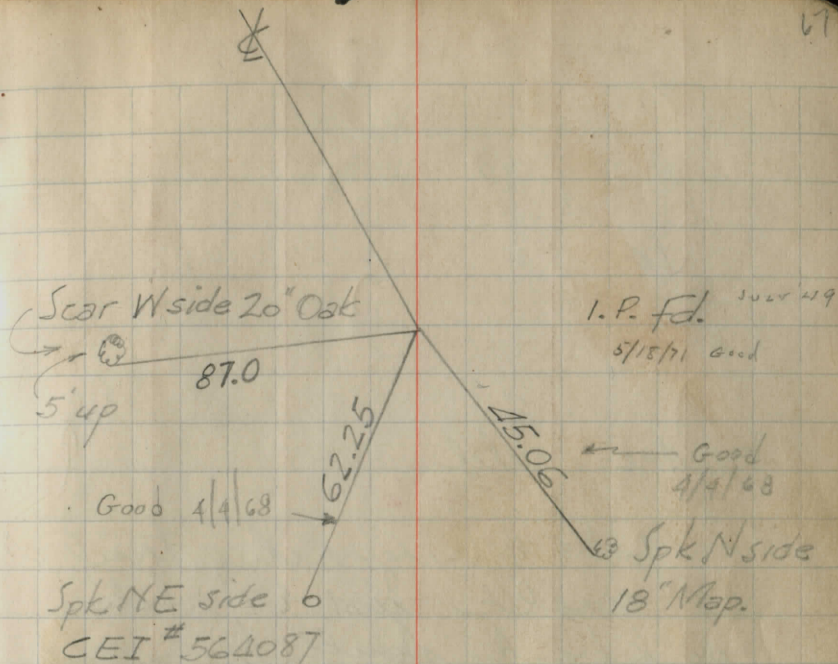 67
℄
Scar W side 20" Oak
87.0
5' up
I.P. fd.
5/18/71 Good
62.25
45.06
Good
4/4/68
Good 4/4/68
Spk N side
18" Map.
Spk NE side
CEI # 564087